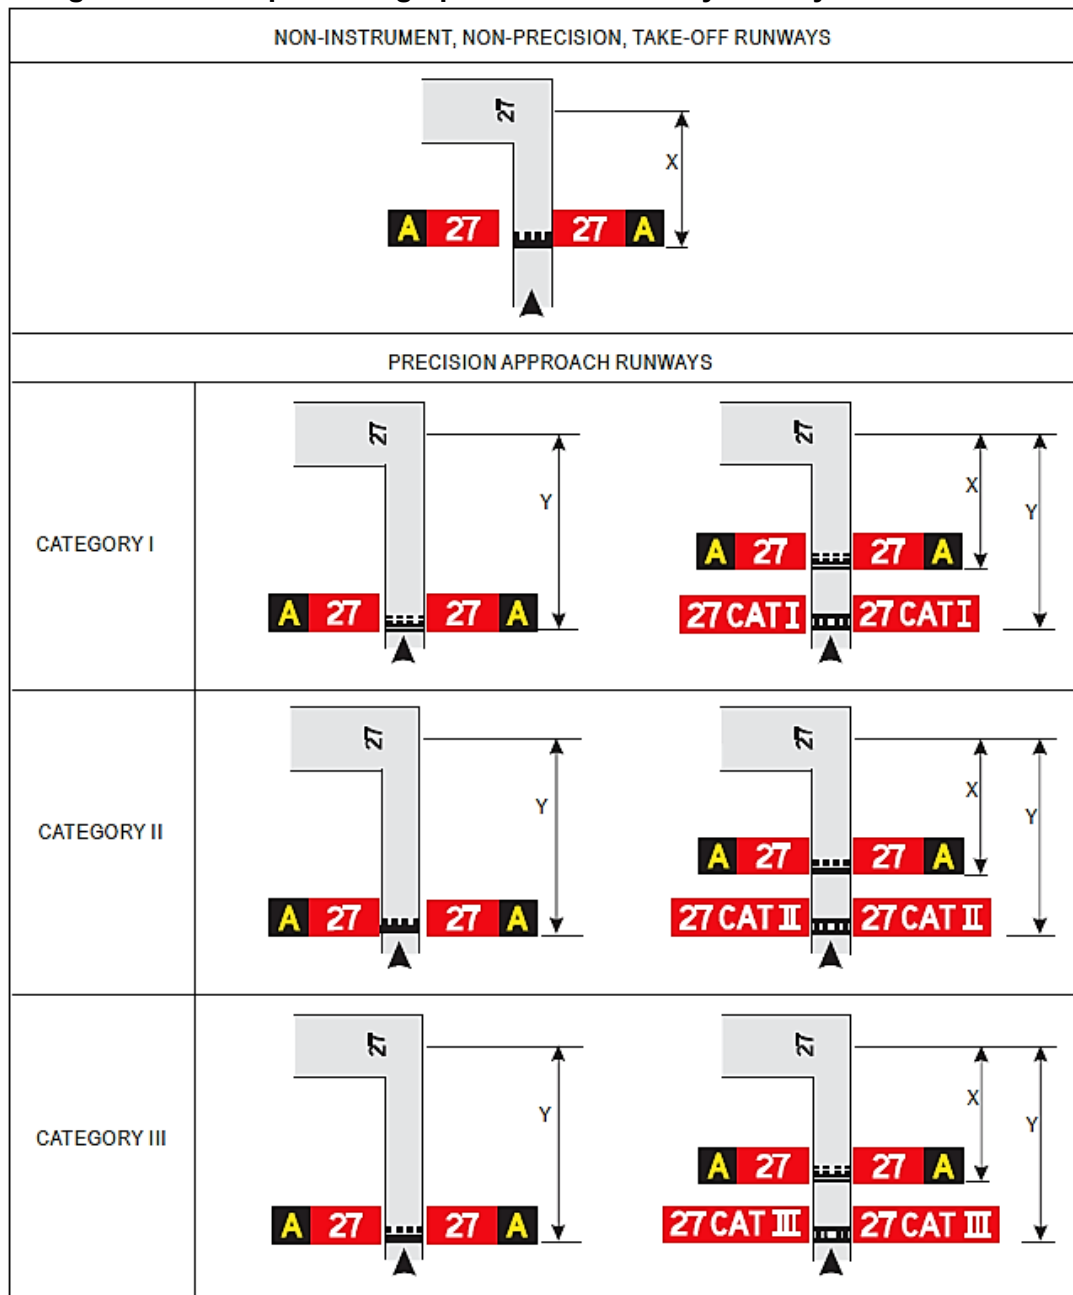 NON-INSTRUMENT, NON-PRECISION, TAKE-OFF RUNWAYS
27
X
A 27 27 A
PRECISION APPROACH RUNWAYS
CATEGORY I
27
Y
A 27 27 A
27
X
Y
A 27 27 A
27 CAT I 27 CAT I
CATEGORY II
27
Y
A 27 27 A
27
X
Y
A 27 27 A
27 CAT II 27 CAT II
CATEGORY III
27
Y
A 27 27 A
27
X
Y
A 27 27 A
27 CAT III 27 CAT III